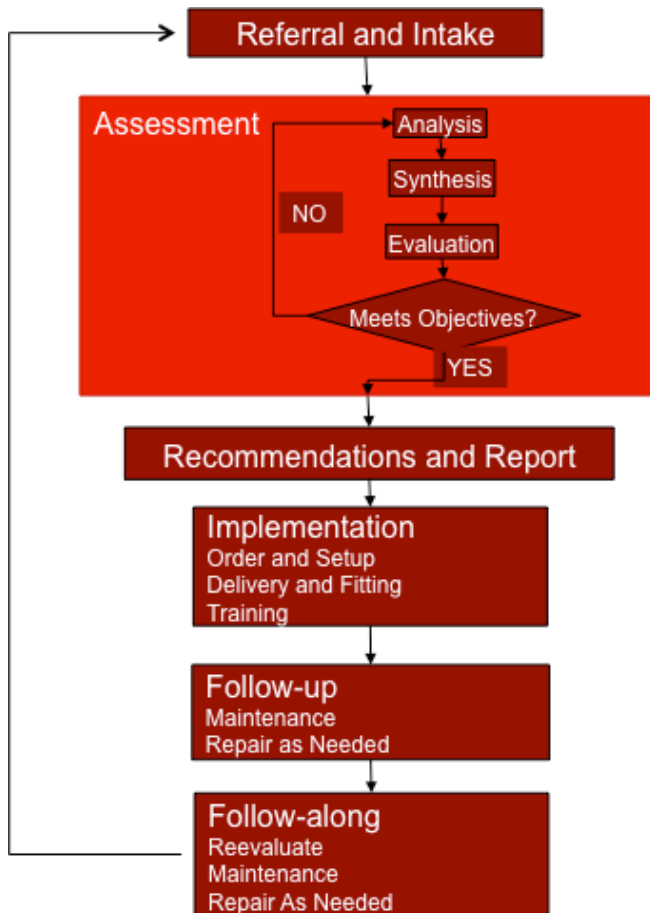 Referral and Intake
Assessment
Analysis
Synthesis
NO
Evaluation
Meets Objectives?
YES
Recommendations and Report
Implementation
Order and Setup
Delivery and Fitting
Training
Follow-up
Maintenance
Repair as Needed
Follow-along
Reevaluate
Maintenance
Repair As Needed